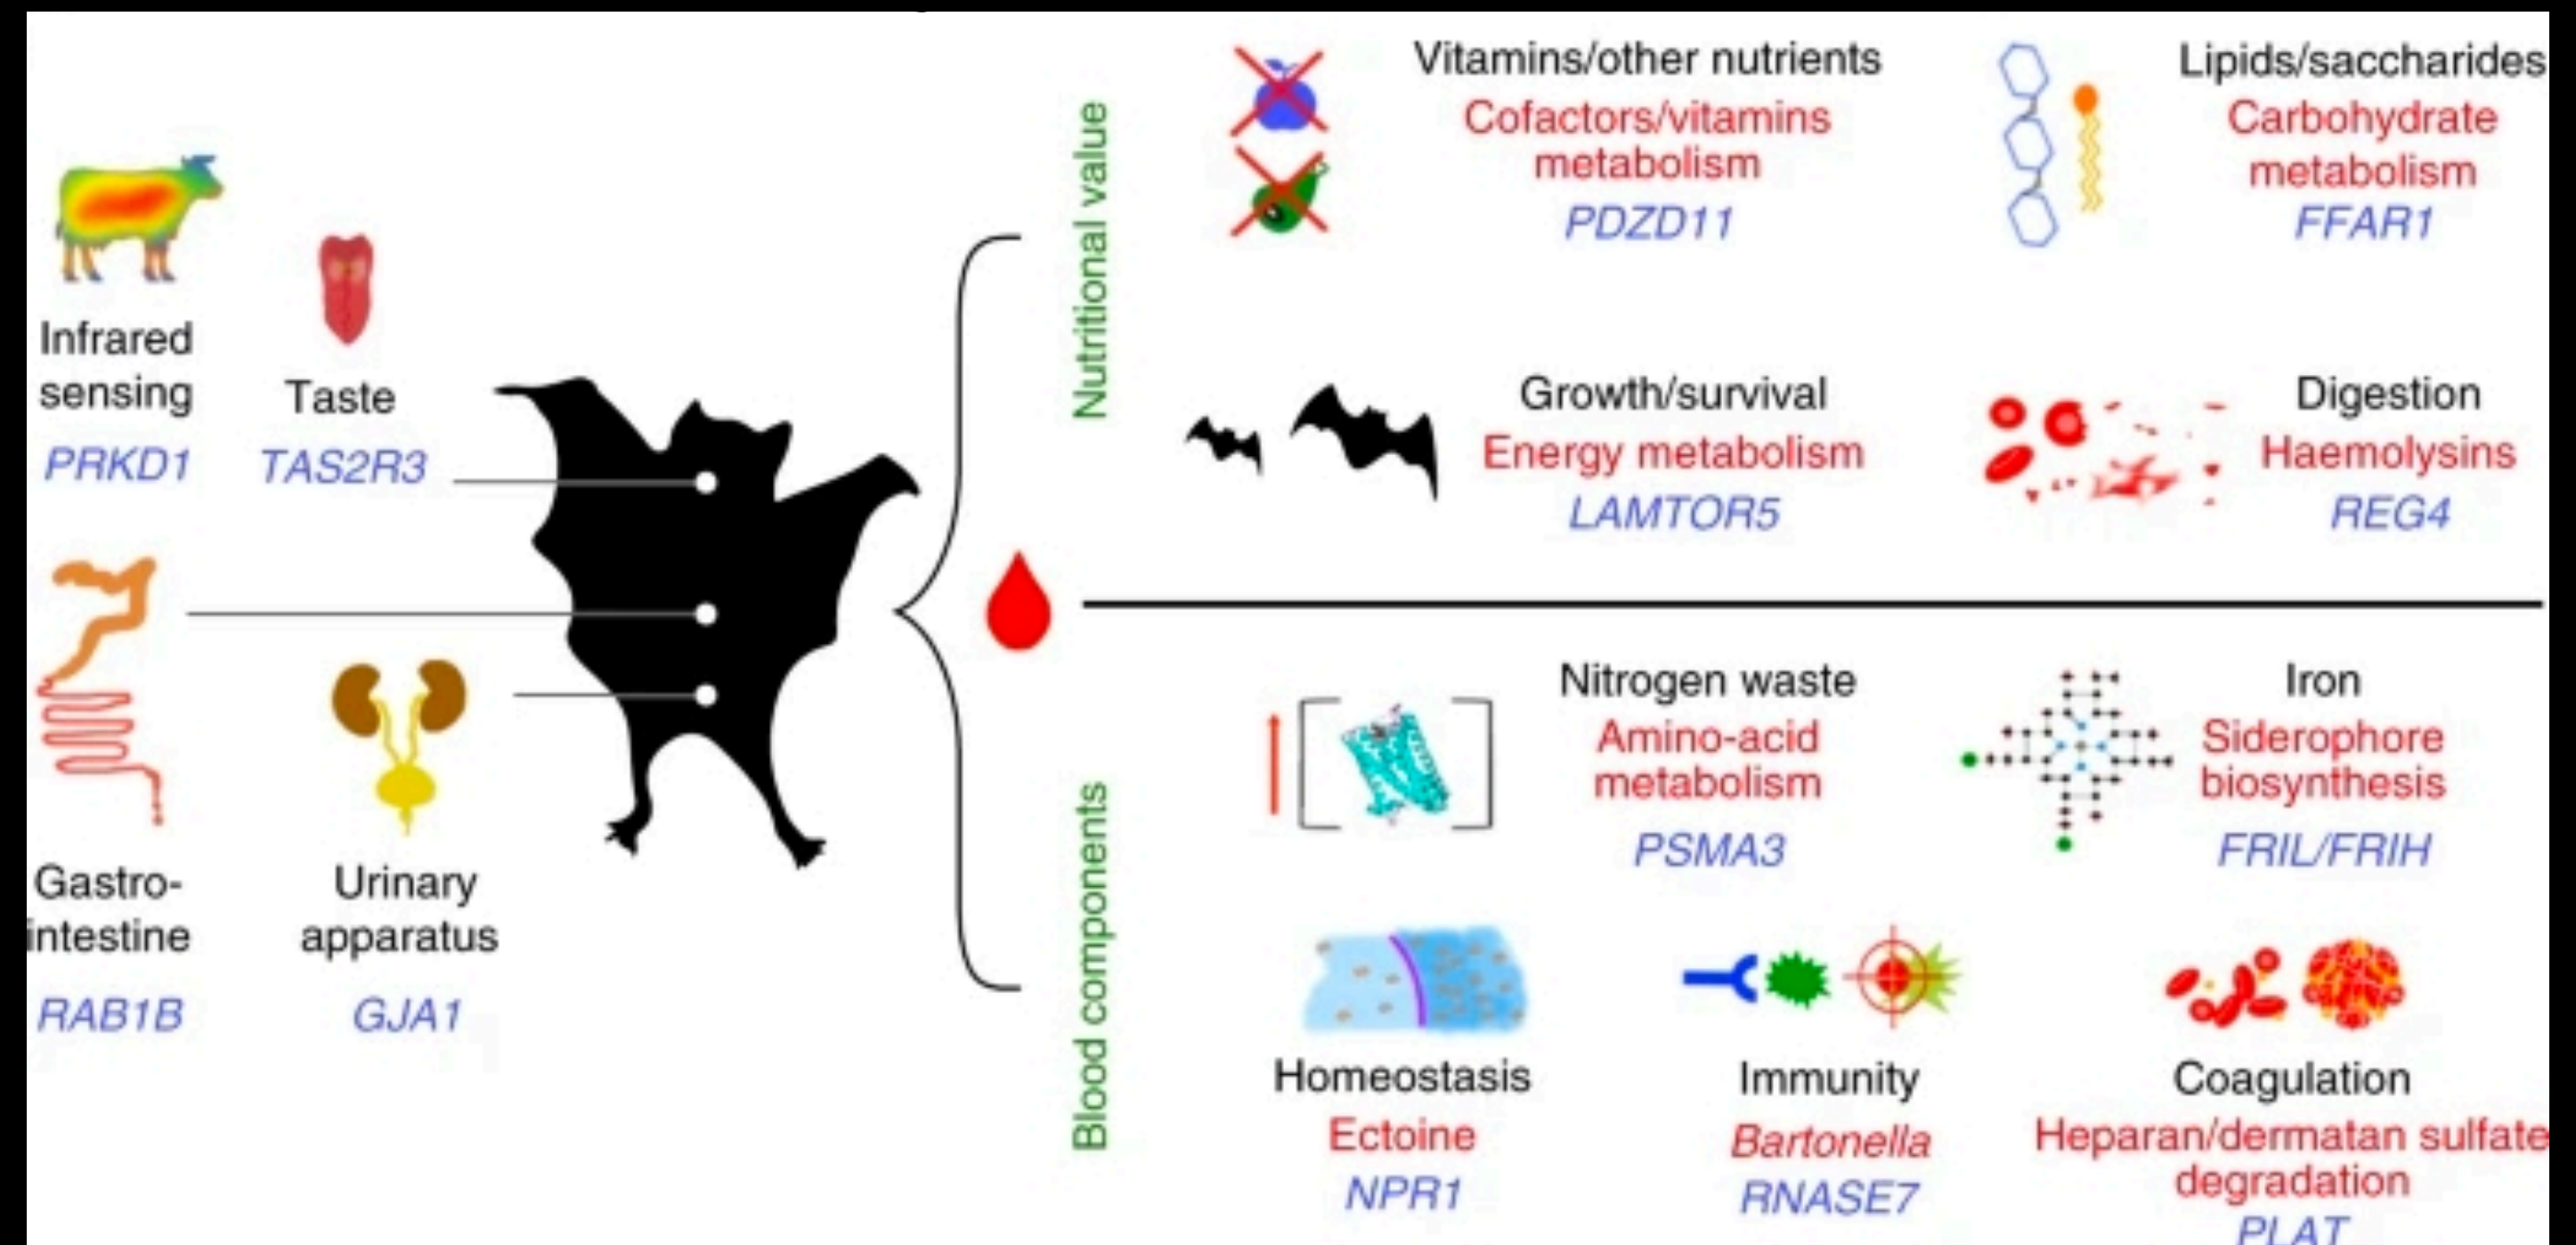 Infrared
sensing
PRKD1
Taste
TAS2R3
Gastro-
intestine
RAB1B
Urinary
apparatus
GJA1
Nutritional value
Vitamins/other nutrients
Cofactors/vitamins
metabolism
PDZD11
Lipids/saccharides
Carbohydrate
metabolism
FFAR1
Growth/survival
Energy metabolism
LAMTOR5
Digestion
Haemolysins
REG4
Blood components
Nitrogen waste
Amino-acid
metabolism
PSMA3
Iron
Siderophore
biosynthesis
FRIL/FRIH
Homeostasis
Ectoine
NPR1
Immunity
Bartonella
RNASE7
Coagulation
Heparan/dermatan sulfate
degradation
PLAT